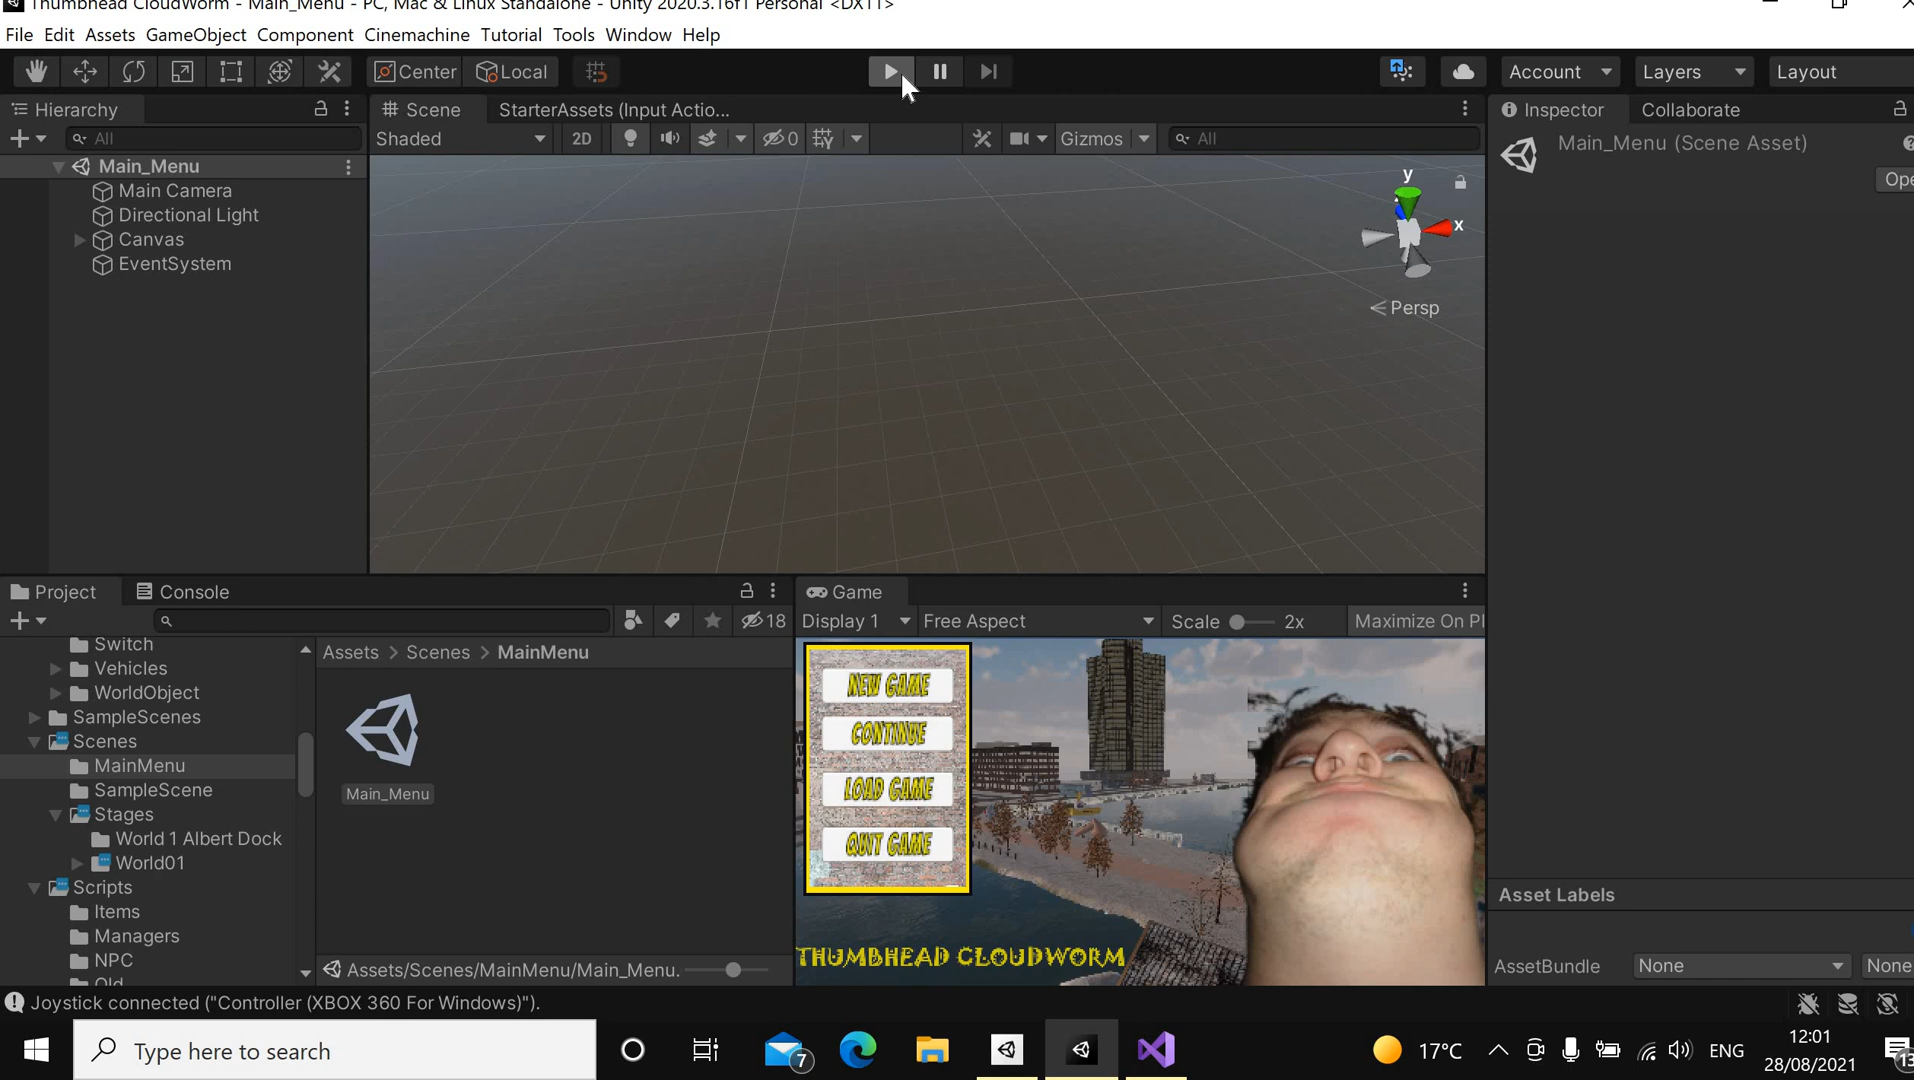 Thumbhead CloudWorm - Main_Menu - PC, Mac & Linux Standalone - Unity 2020.3.16f1 Personal <DX11>
File Edit Assets GameObject Component Cinemachine Tutorial Tools Window Help
Center Local Account Layers Layout
Hierarchy Scene StarterAssets (Input Actio... Inspector Collaborate
All Shaded 2D 0 Gizmos All
Main_Menu
Main Camera
Directional Light
Canvas
EventSystem
y
x
Persp
Main_Menu (Scene Asset)
Ope
Project Console Game
18 Display 1 Free Aspect Scale 2x Maximize On Pl
Switch
Vehicles
WorldObject
SampleScenes
Scenes
MainMenu
SampleScene
Stages
World 1 Albert Dock
World01
Scripts
Items
Managers
NPC
Old
Assets > Scenes > MainMenu
Main_Menu
Assets/Scenes/MainMenu/Main_Menu.
NEW GAME
CONTINUE
LOAD GAME
QUIT GAME
THUMBHEAD CLOUDWORM
Asset Labels
AssetBundle None None
Joystick connected ("Controller (XBOX 360 For Windows)").
Type here to search
7
17°C
ENG
12:01
28/08/2021
13